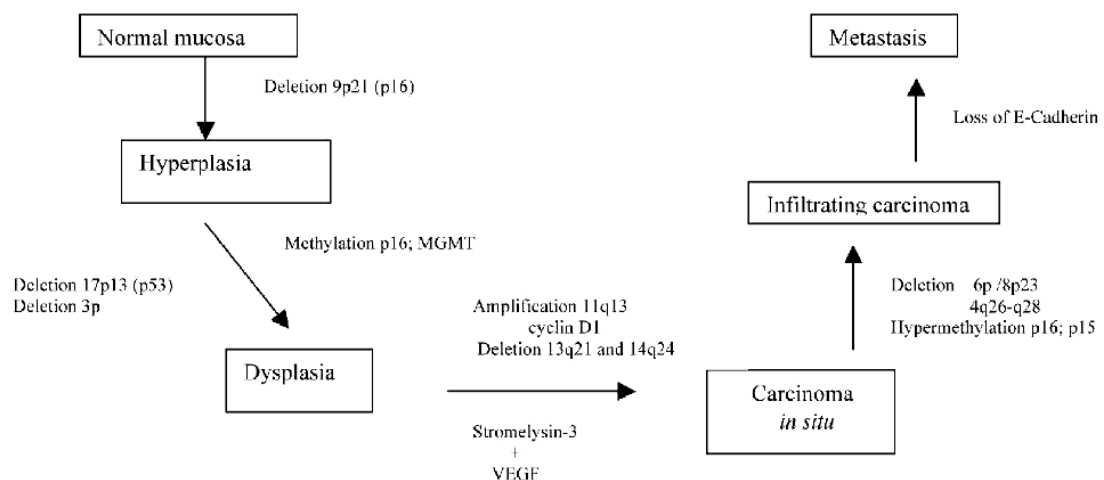 Normal mucosa
Deletion 9p21 (p16)
Hyperplasia
Methylation p16; MGMT
Deletion 17p13 (p53)
Deletion 3p
Dysplasia
Amplification 11q13
cyclin D1
Deletion 13q21 and 14q24
Stromelysin-3
+
VEGF
Carcinoma
in situ
Deletion 6p /8p23
4q26-q28
Hypermethylation p16; p15
Infiltrating carcinoma
Loss of E-Cadherin
Metastasis